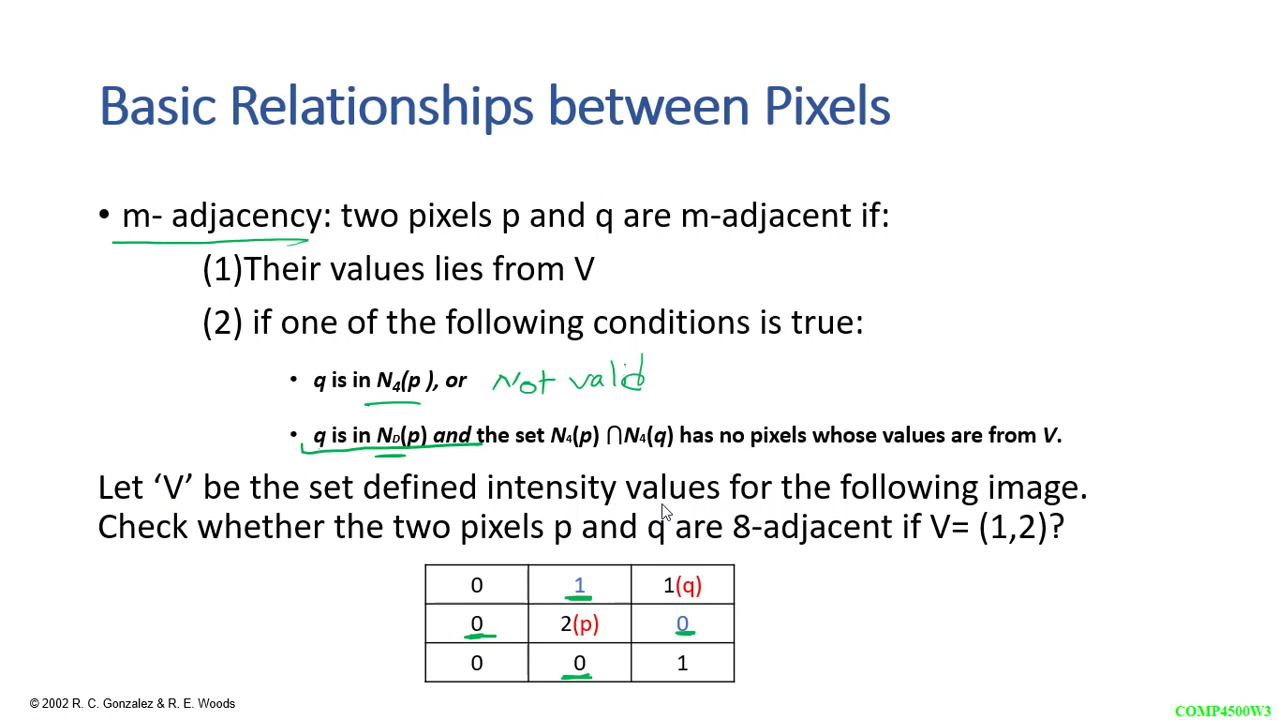 Basic Relationships between Pixels
• m- adjacency: two pixels p and q are m-adjacent if:
(1)Their values lies from V
(2) if one of the following conditions is true:
• q is in N4(p ), or Not valid
• q is in ND(p) and the set N4(p) ⋂N4(q) has no pixels whose values are from V.
Let ‘V’ be the set defined intensity values for the following image.
Check whether the two pixels p and q are 8-adjacent if V= (1,2)?
0 1 1(q)
0 2(p) 0
0 0 1
© 2002 R. C. Gonzalez & R. E. Woods
COMP4500W3